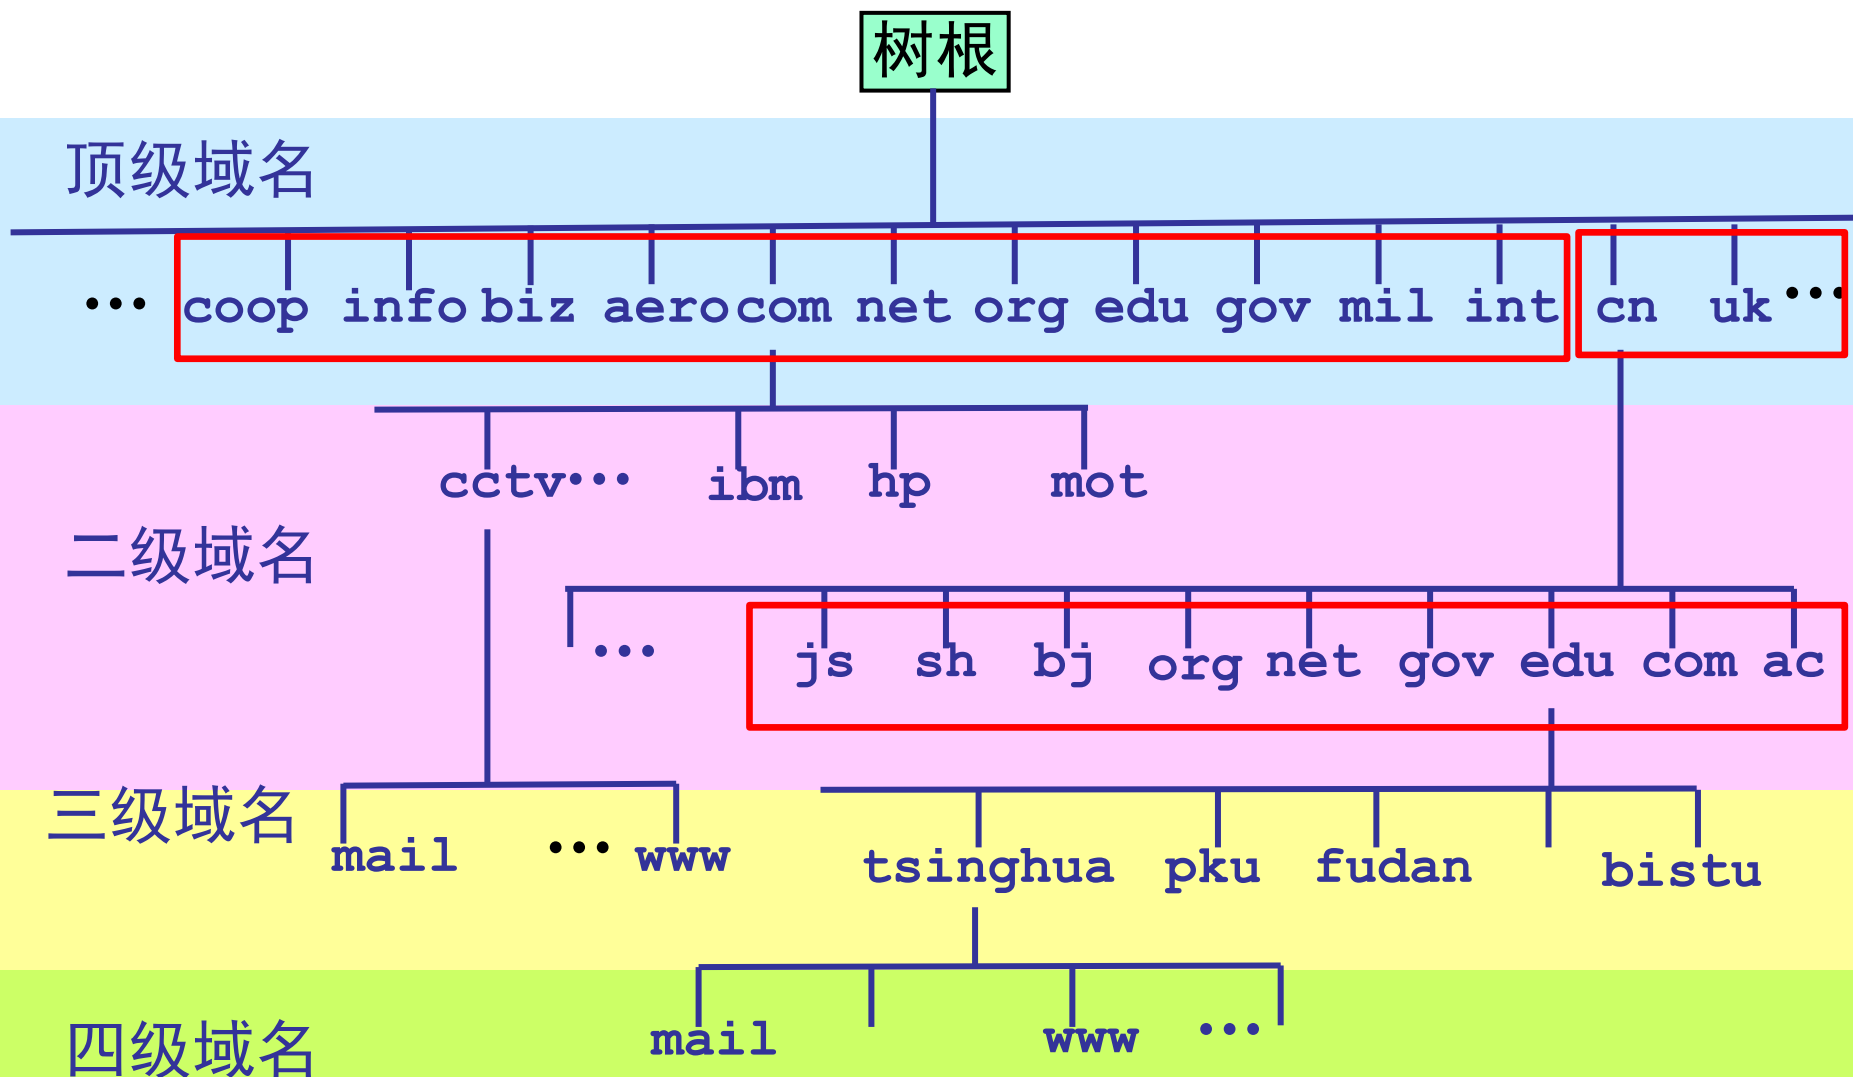 树根
顶级域名
… coop info biz aero com net org edu gov mil int cn uk …
cctv… ibm hp mot
二级域名
… js sh bj org net gov edu com ac
三级域名
mail … www tsinghua pku fudan bistu
四级域名
mail www …